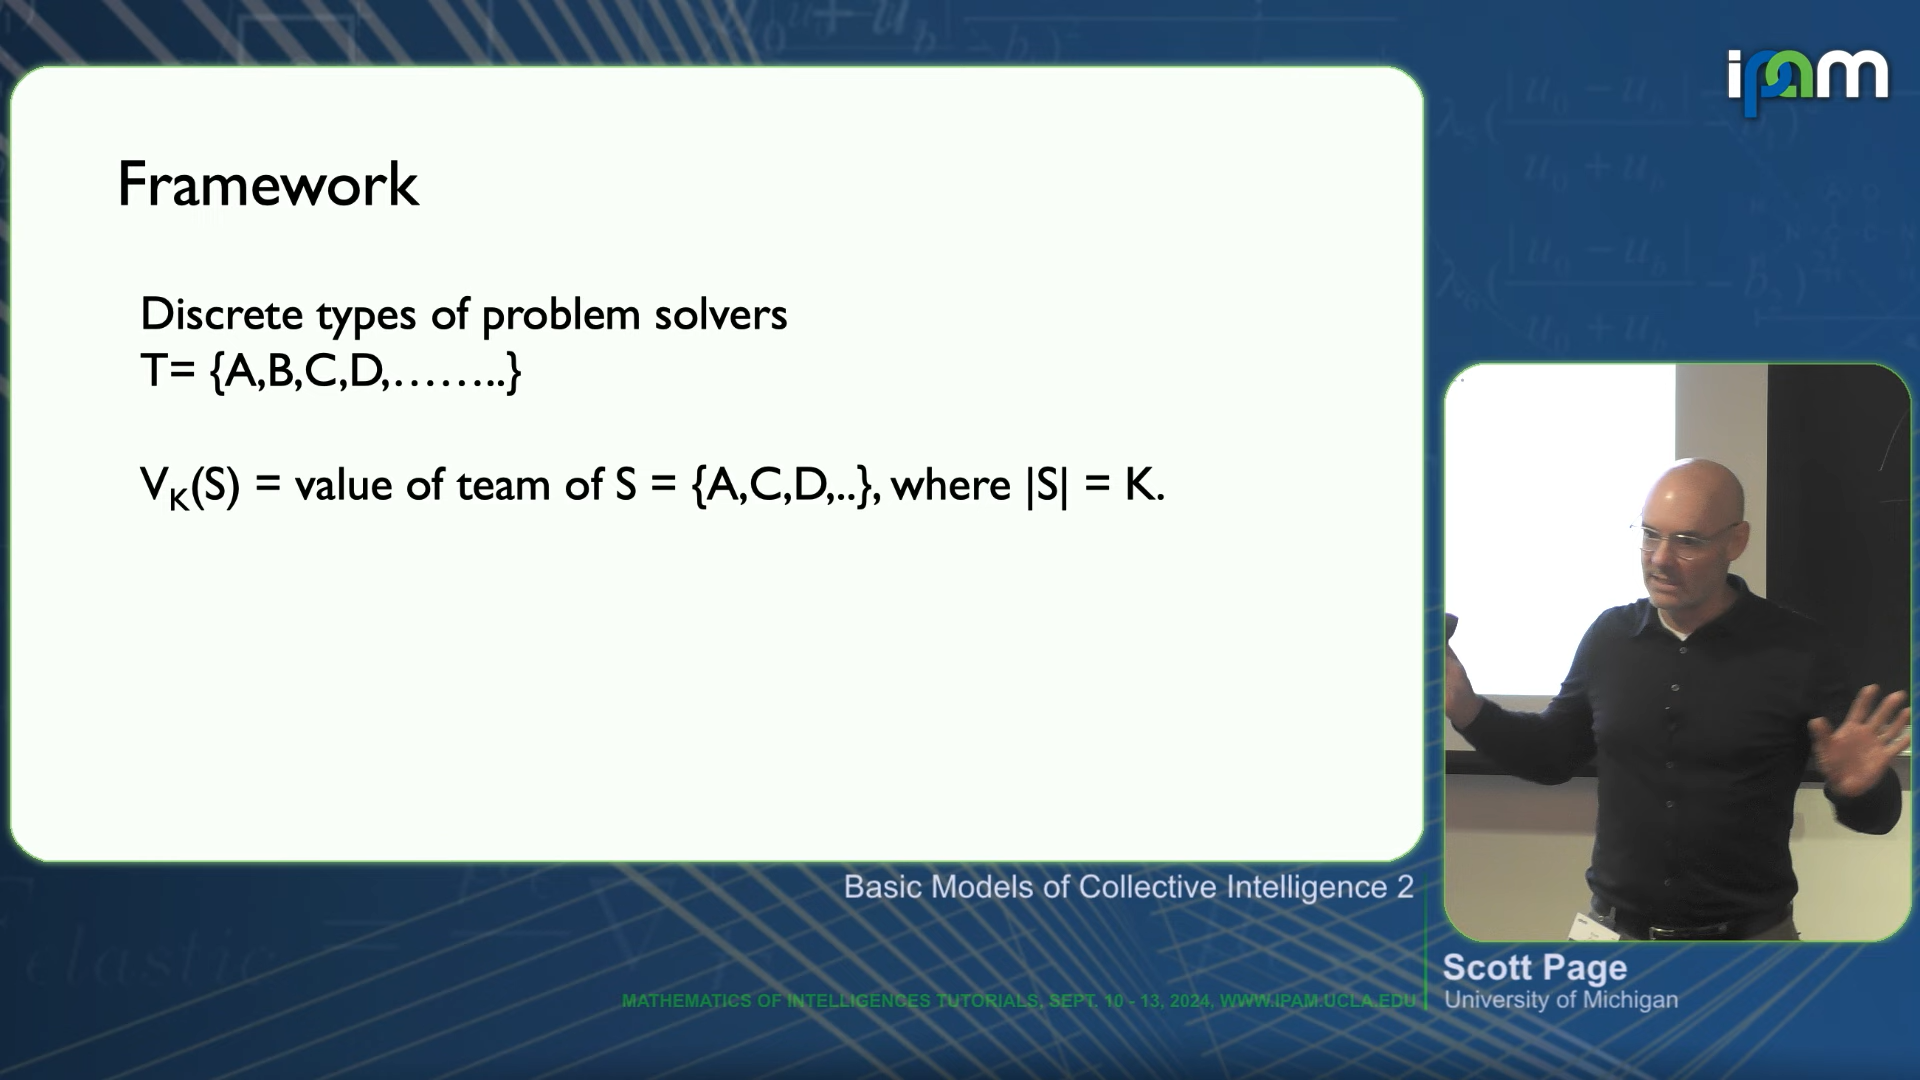 ipam
Framework
Discrete types of problem solvers
T= {A,B,C,D,……..}
V_K(S) = value of team of S = {A,C,D,..}, where |S| = K.
Basic Models of Collective Intelligence 2
Scott Page
University of Michigan
MATHEMATICS OF INTELLIGENCES TUTORIALS, SEPT. 10 - 13, 2024, WWW.IPAM.UCLA.EDU